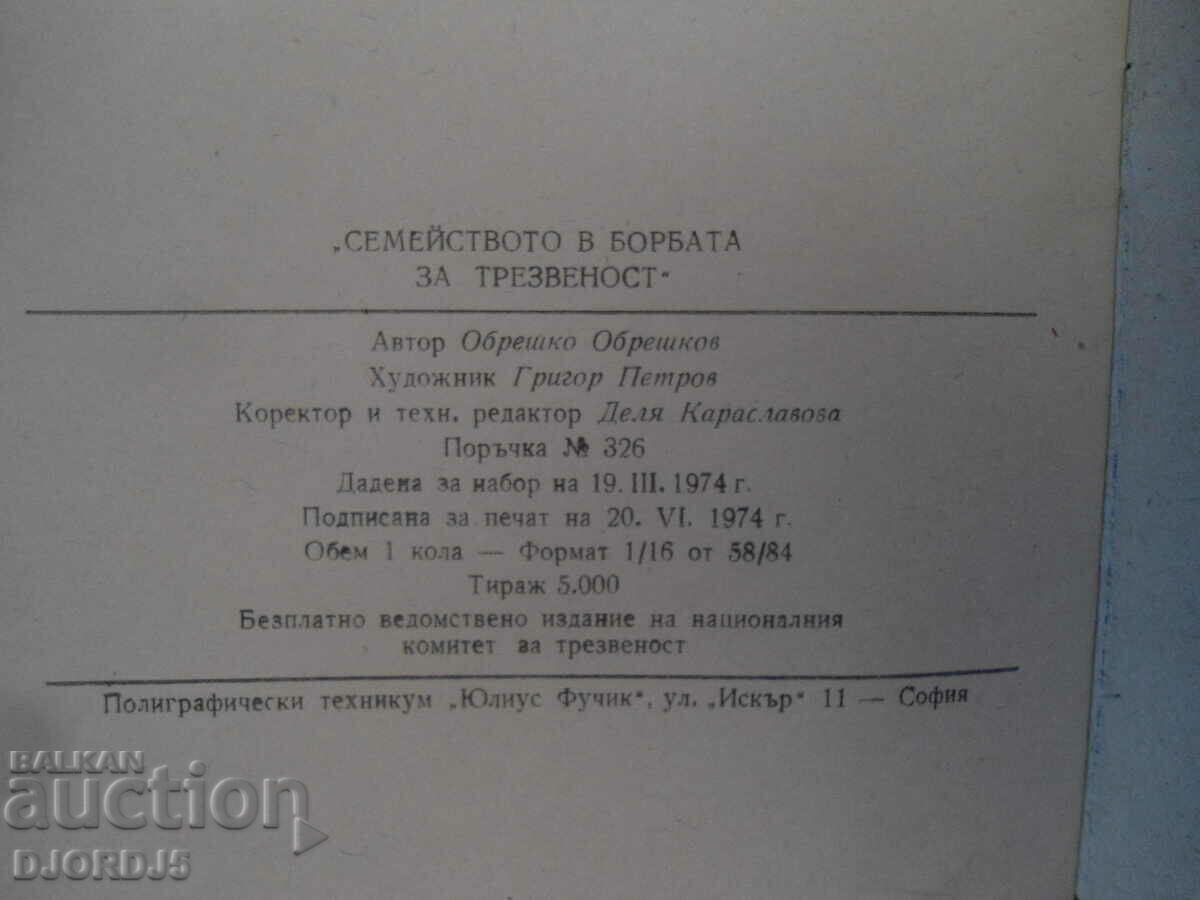 „СЕМЕЙСТВОТО В БОРБАТА
ЗА ТРЕЗВЕНОСТ“
Автор Обрешко Обрешков
Художник Григор Петров
Коректор и техн. редактор Деля Караславова
Поръчка № 326
Дадена за набор на 19. III. 1974 г.
Подписана за печат на 20. VI. 1974 г.
Обем 1 кола — Формат 1/16 от 58/84
Тираж 5.000
Безплатно ведомствено издание на националния
комитет за трезвеност
Полиграфически техникум „Юлиус Фучик“, ул. „Искър“ 11 — София
BALKAN
auction
DJORDJ5